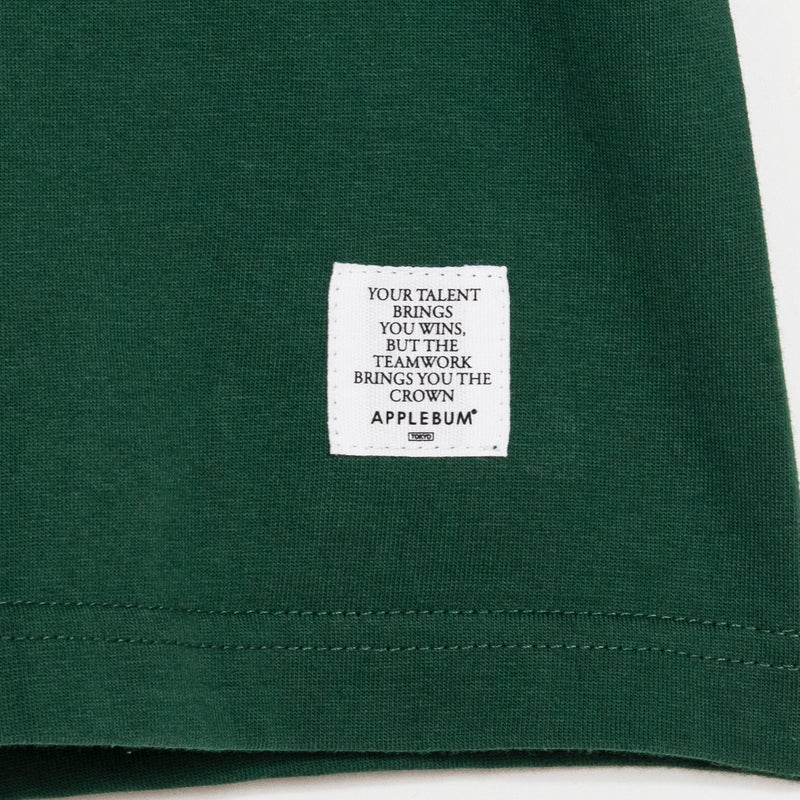 YOUR TALENT
BRINGS
YOU WINS,
BUT THE
TEAMWORK
BRINGS YOU THE
CROWN
APPLEBUM
TOKYO